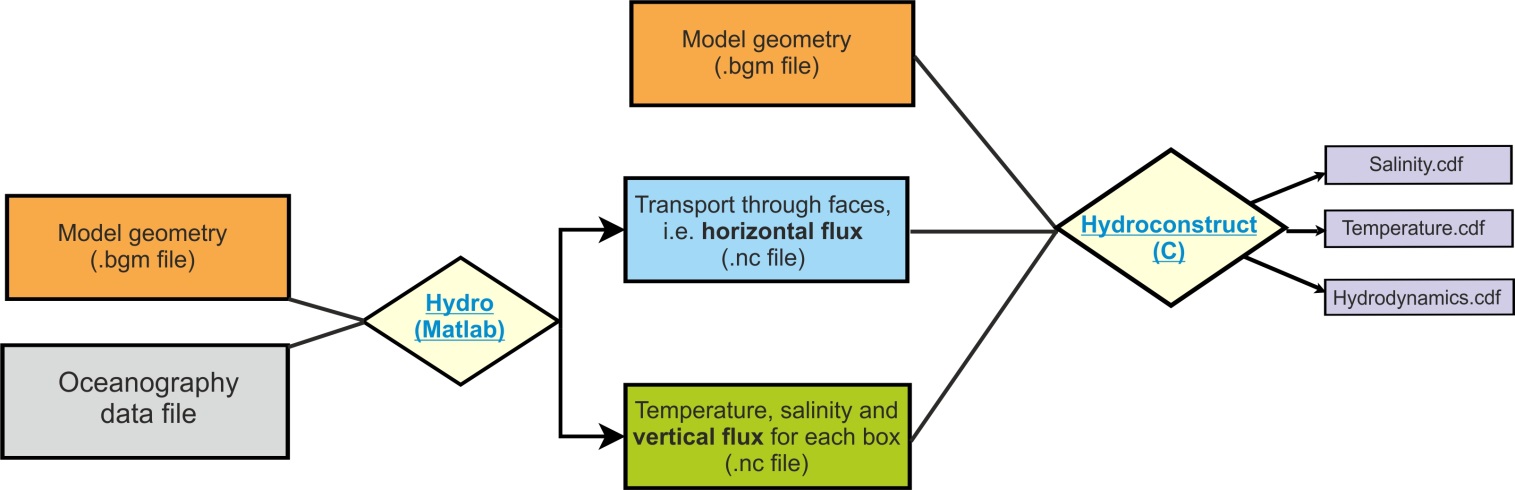 Model geometry
(.bgm file)
Oceanography
data file
Hydro
(Matlab)
Model geometry
(.bgm file)
Transport through faces,
i.e. horizontal flux
(.nc file)
Temperature, salinity and
vertical flux for each box
(.nc file)
Hydroconstruct
(C)
Salinity.cdf
Temperature.cdf
Hydrodynamics.cdf